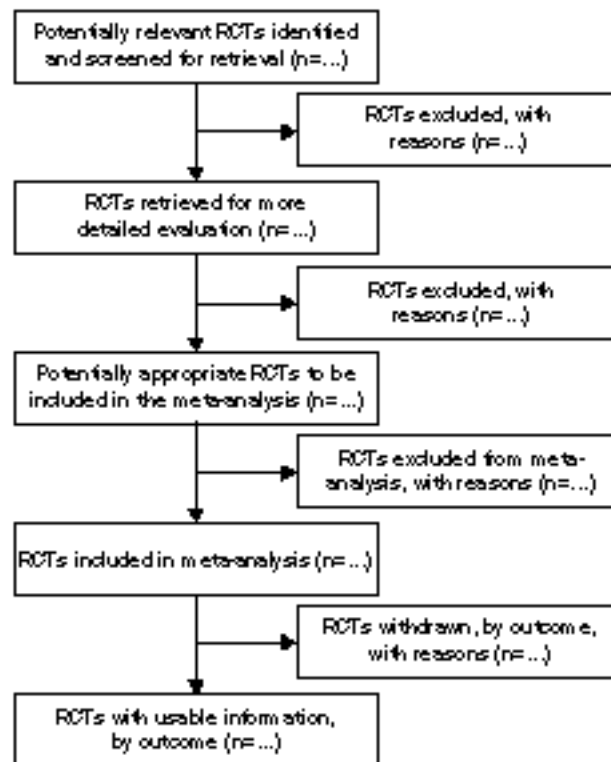 Potentially relevant RCTs identified
and screened for retrieval (n=...)
RCTs excluded, with
reasons (n=...)
RCTs retrieved for more
detailed evaluation (n=...)
RCTs excluded, with
reasons (n=...)
Potentially appropriate RCTs to be
included in the meta-analysis (n=...)
RCTs excluded from meta-
analysis, with reasons (n=...)
RCTs included in meta-analysis (n=...)
RCTs withdrawn, by outcome,
with reasons (n=...)
RCTs with usable information,
by outcome (n=...)